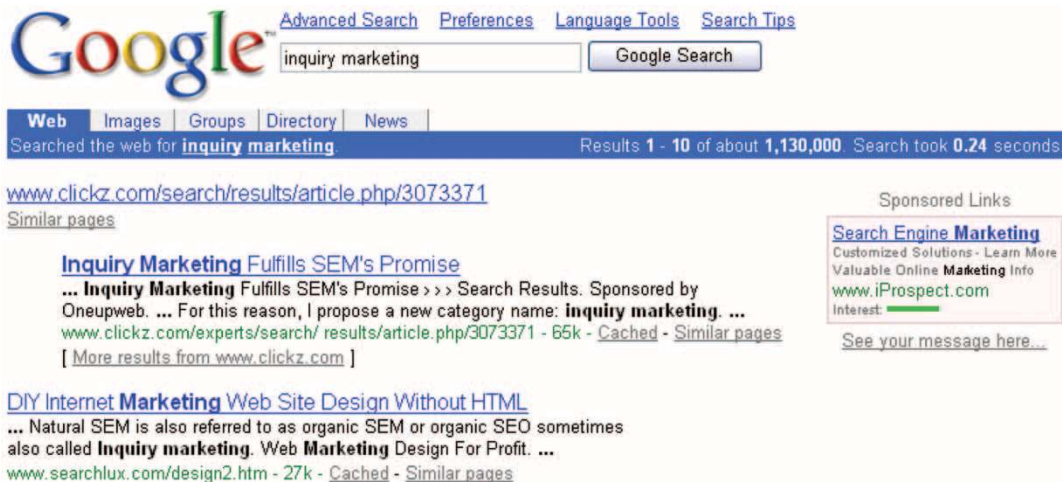 Google™
Advanced Search Preferences Language Tools Search Tips
inquiry marketing Google Search
Web Images Groups Directory News
Searched the web for inquiry marketing. Results 1 - 10 of about 1,130,000. Search took 0.24 seconds
www.clickz.com/search/results/article.php/3073371
Similar pages
Inquiry Marketing Fulfills SEM's Promise
... Inquiry Marketing Fulfills SEM's Promise >>> Search Results. Sponsored by
Oneupweb. ... For this reason, I propose a new category name: inquiry marketing. ...
www.clickz.com/experts/search/ results/article.php/3073371 - 65k - Cached - Similar pages
[ More results from www.clickz.com ]
DIY Internet Marketing Web Site Design Without HTML
... Natural SEM is also referred to as organic SEM or organic SEO sometimes
also called Inquiry marketing. Web Marketing Design For Profit. ...
www.searchlux.com/design2.htm - 27k - Cached - Similar pages
Sponsored Links
Search Engine Marketing
Customized Solutions - Learn More
Valuable Online Marketing Info
www.iProspect.com
Interest:
See your message here...